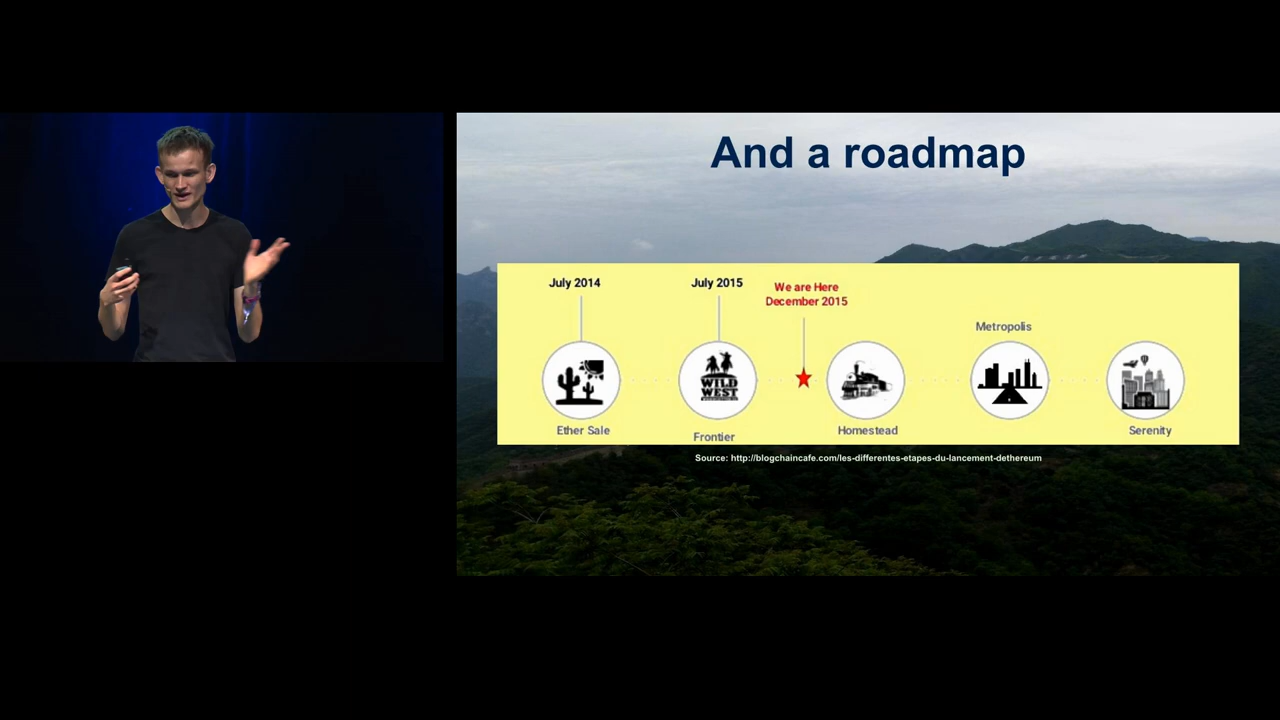 And a roadmap
July 2014
July 2015
We are Here
December 2015
Metropolis
WILD
WEST
Ether Sale
Frontier
Homestead
Serenity
Source: http://blogchaincafe.com/les-differentes-etapes-du-lancement-dethereum